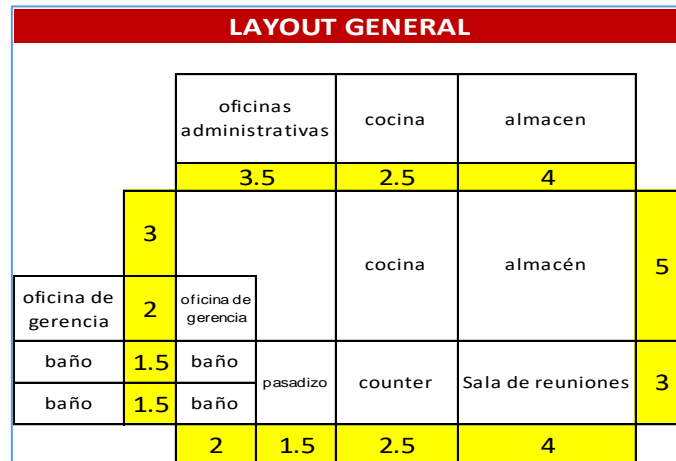 LAYOUT GENERAL
oficinas
administrativas
cocina
almacen
3.5
2.5
4
3
cocina
almacén
5
oficina de
gerencia
2
oficina de
gerencia
baño
1.5
baño
pasadizo
counter
Sala de reuniones
3
baño
1.5
baño
2
1.5
2.5
4